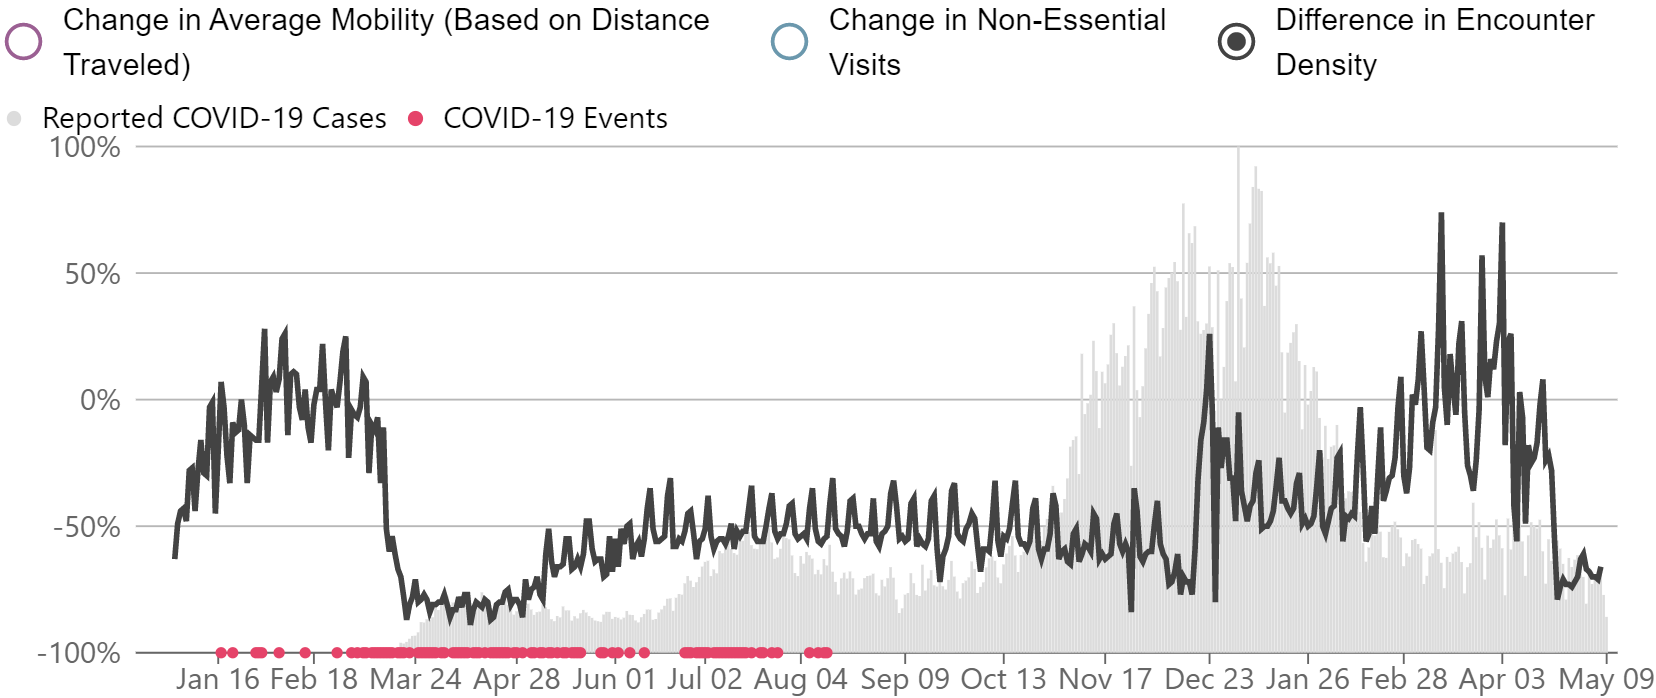 Change in Average Mobility (Based on Distance Traveled)
Change in Non-Essential Visits
Difference in Encounter Density
Reported COVID-19 Cases
COVID-19 Events
100%
50%
0%
-50%
-100%
Jan 16 Feb 18 Mar 24 Apr 28 Jun 01 Jul 02 Aug 04 Sep 09 Oct 13 Nov 17 Dec 23 Jan 26 Feb 28 Apr 03 May 09